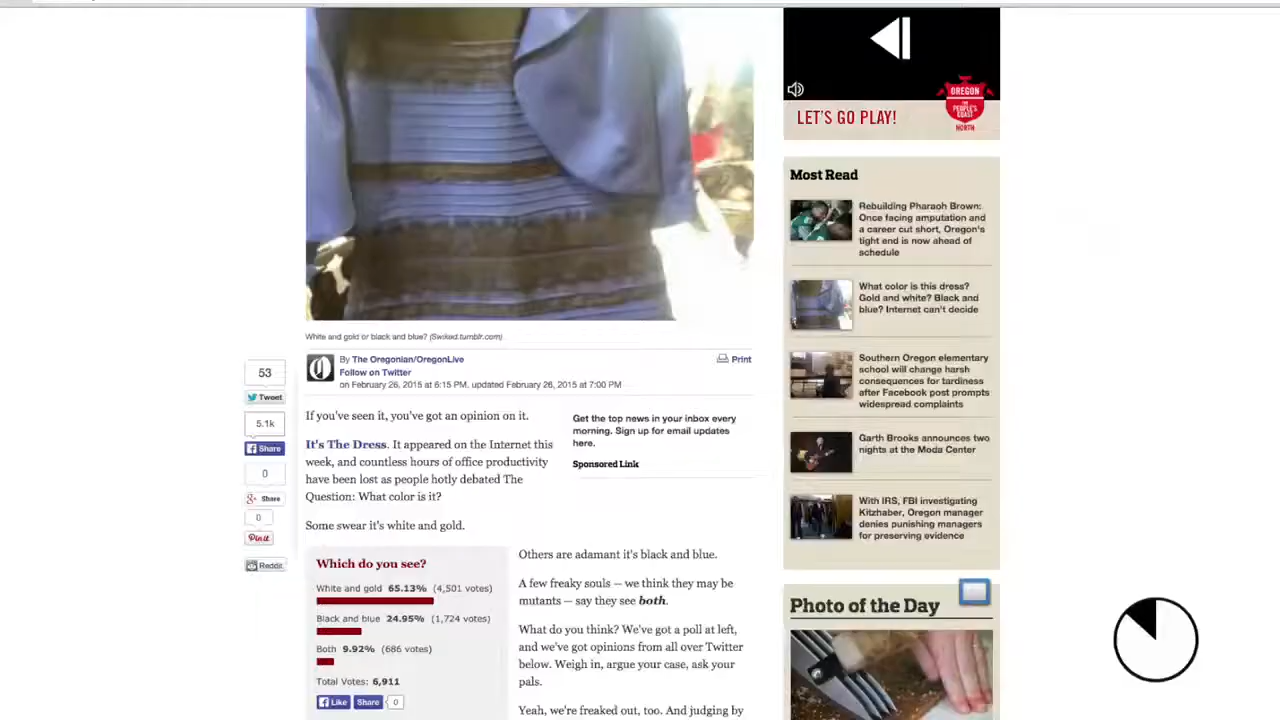 LET'S GO PLAY!
OREGON
THE
PEOPLE'S
COAST
NORTH
Most Read
Rebuilding Pharaoh Brown:
Once facing amputation and
a career cut short, Oregon's
tight end is now ahead of
schedule
What color is this dress?
Gold and white? Black and
blue? Internet can't decide
Southern Oregon elementary
school will change harsh
consequences for tardiness
after Facebook post prompts
widespread complaints
Garth Brooks announces two
nights at the Moda Center
With IRS, FBI investigating
Kitzhaber, Oregon manager
denies punishing managers
for preserving evidence
Photo of the Day
White and gold or black and blue? (Swiked.tumblr.com)
By The Oregonian/OregonLive
Follow on Twitter
on February 26, 2015 at 6:15 PM, updated February 26, 2015 at 7:00 PM
Print
53
Tweet
5.1k
Share
0
Share
0
Pin it
Reddit
If you've seen it, you've got an opinion on it.
It's The Dress. It appeared on the Internet this
week, and countless hours of office productivity
have been lost as people hotly debated The
Question: What color is it?
Some swear it's white and gold.
Get the top news in your inbox every
morning. Sign up for email updates
here.
Sponsored Link
Which do you see?
White and gold 65.13% (4,501 votes)
Black and blue 24.95% (1,724 votes)
Both 9.92% (686 votes)
Total Votes: 6,911
Like Share 0
Others are adamant it's black and blue.
A few freaky souls — we think they may be
mutants — say they see both.
What do you think? We've got a poll at left,
and we've got opinions from all over Twitter
below. Weigh in, argue your case, ask your
pals.
Yeah, we're freaked out, too. And judging by